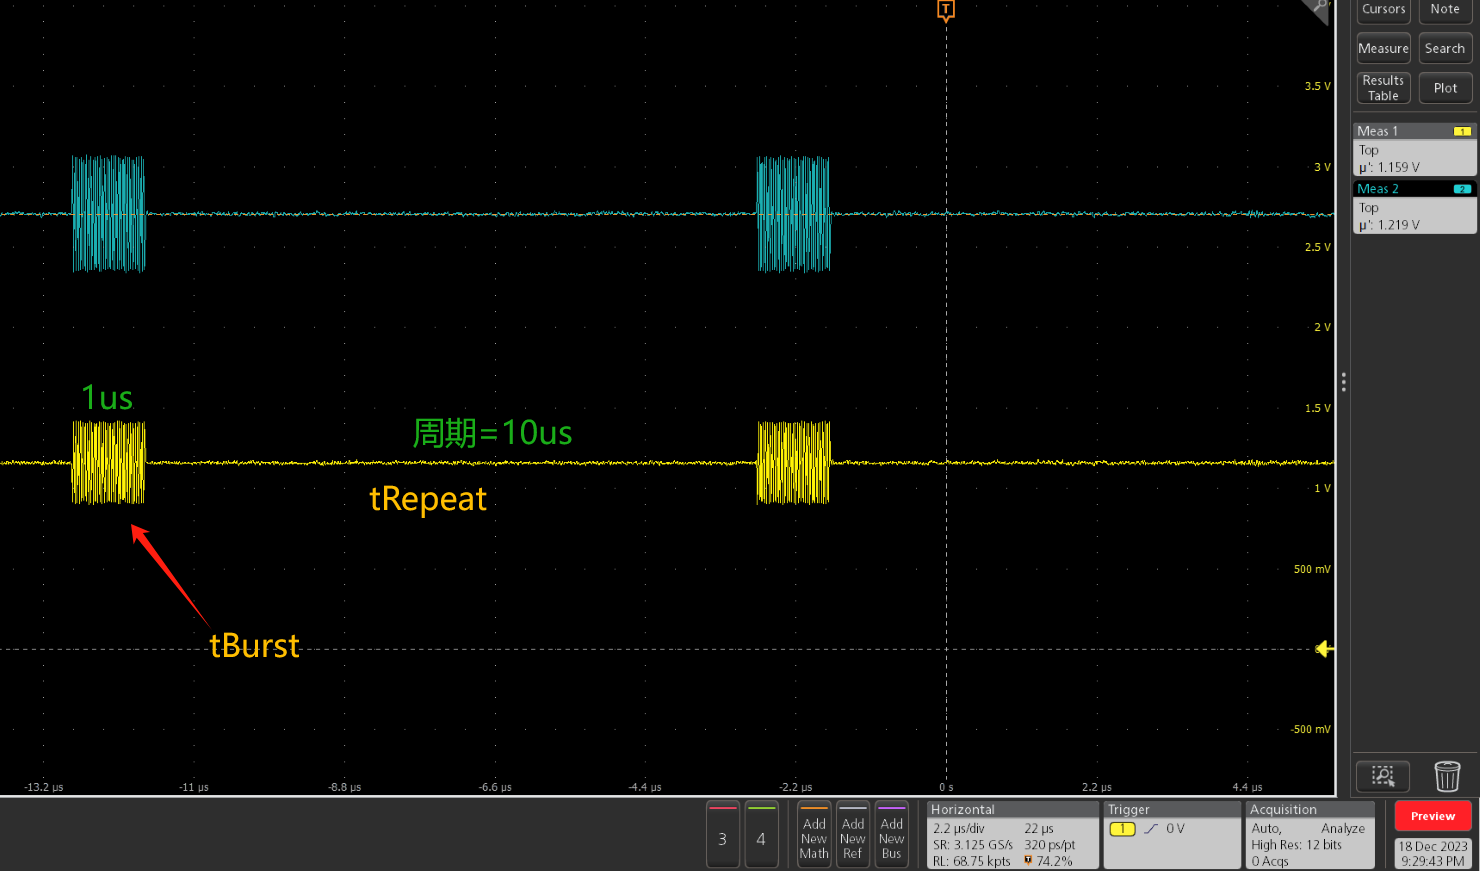 T
Cursors
Note
Measure
Search
Results
Table
Plot
Meas 1
1
Top
µ': 1.159 V
Meas 2
2
Top
µ': 1.219 V
3.5 V
3 V
2.5 V
2 V
1.5 V
1 V
500 mV
-500 mV
1us
周期=10us
tRepeat
tBurst
-13.2 µs
-11 µs
-8.8 µs
-6.6 µs
-4.4 µs
-2.2 µs
0 s
2.2 µs
4.4 µs
3
4
Add
New
Math
Add
New
Ref
Add
New
Bus
Horizontal
2.2 µs/div 22 µs
SR: 3.125 GS/s 320 ps/pt
RL: 68.75 kpts 74.2%
Trigger
1 0 V
Acquisition
Auto, Analyze
High Res: 12 bits
0 Acqs
Preview
18 Dec 2023
9:29:43 PM